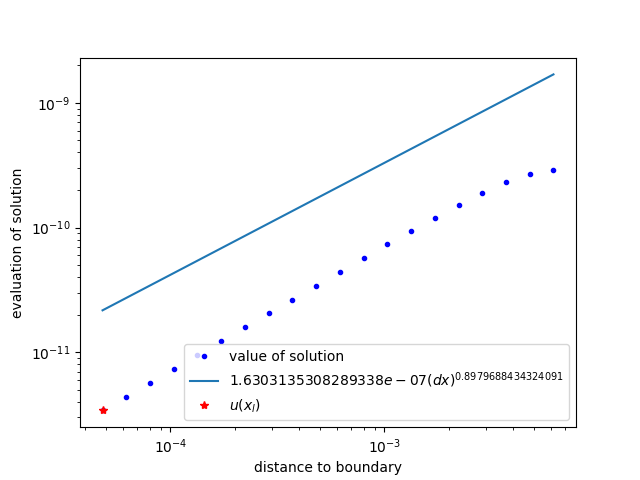 10⁻⁹
10⁻¹⁰
10⁻¹¹
evaluation of solution
value of solution
1.6303135308289338e − 07(dx)^0.8979688434324091
u(x_l)
10⁻⁴
10⁻³
distance to boundary